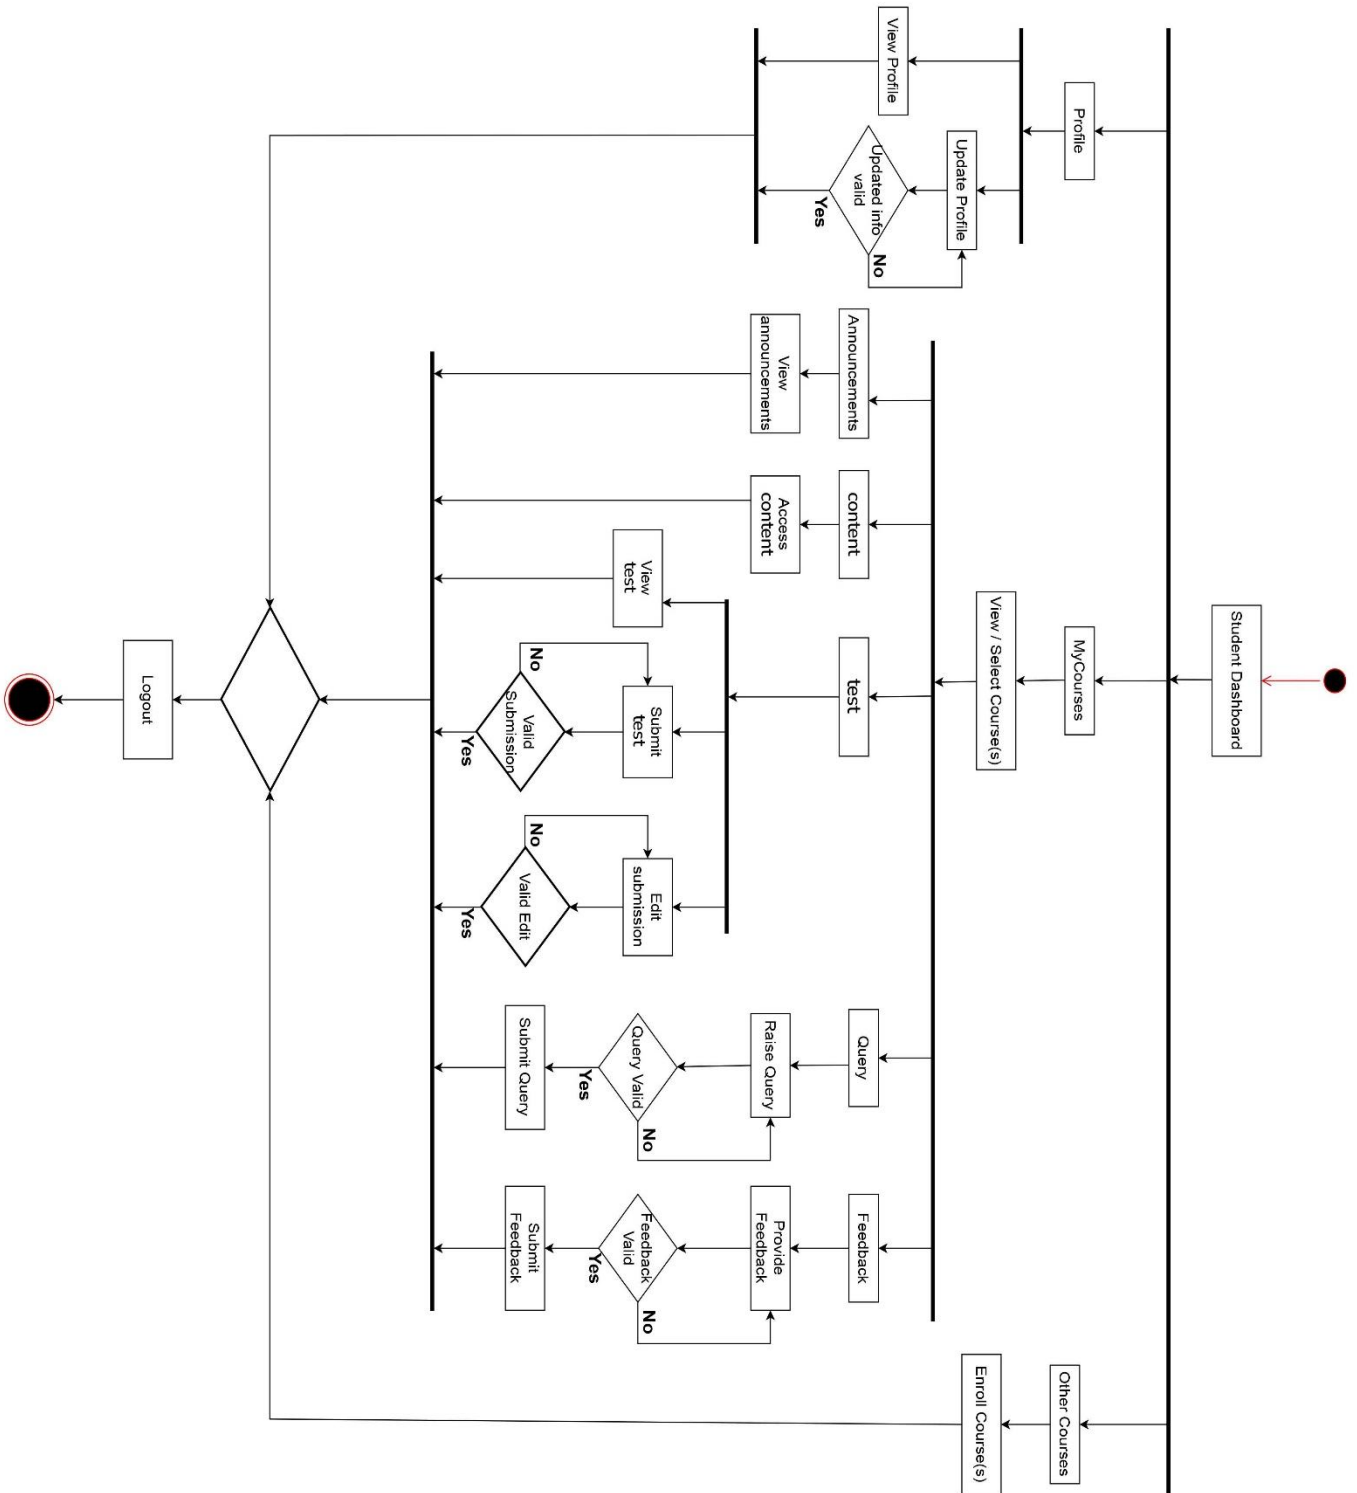 Student Dashboard
Profile
MyCourses
Other Courses
View / Select Course(s)
Enroll Course(s)
View Profile
Update Profile
Updated info
valid
No
Yes
Announcements
content
test
Query
Feedback
View
announcements
Access
content
Raise Query
Provide
Feedback
View
test
Submit
test
Edit
submission
Query Valid
No
Yes
Feedback
Valid
No
Yes
Valid
Submission
No
Yes
Valid Edit
No
Yes
Submit Query
Submit
Feedback
Logout